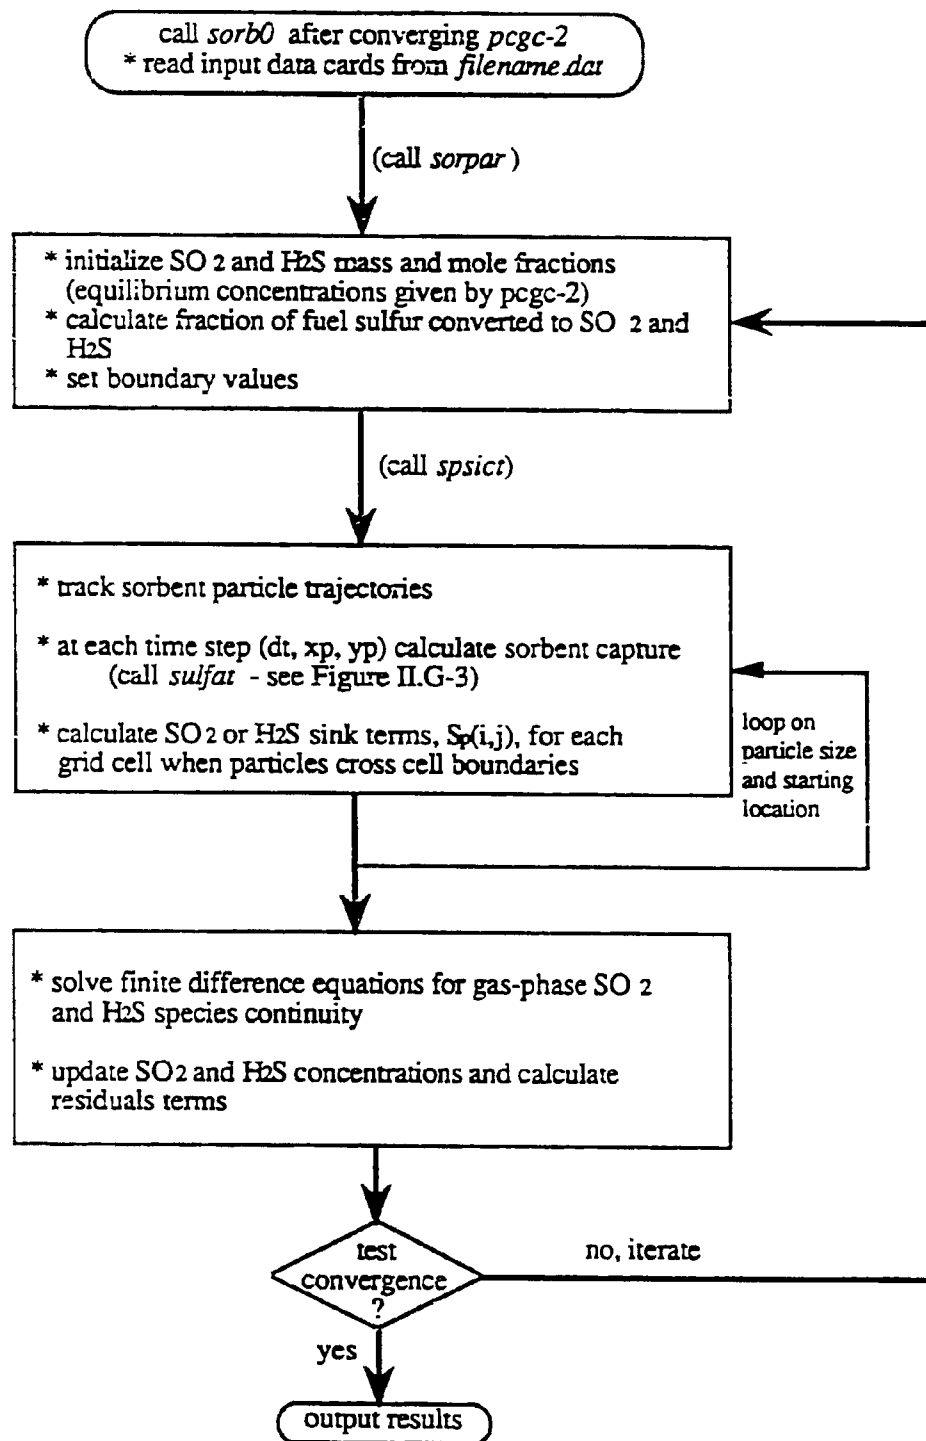 call sorb0 after converging pcgc-2
* read input data cards from filename.dat
(call sorpar)
* initialize SO 2 and H2S mass and mole fractions
(equilibrium concentrations given by pcgc-2)
* calculate fraction of fuel sulfur converted to SO 2 and
H2S
* set boundary values
(call spsict)
* track sorbent particle trajectories
* at each time step (dt, xp, yp) calculate sorbent capture
(call sulfat - see Figure II.G-3)
* calculate SO2 or H2S sink terms, Sp(i,j), for each
grid cell when particles cross cell boundaries
loop on
particle size
and starting
location
* solve finite difference equations for gas-phase SO 2
and H2S species continuity
* update SO2 and H2S concentrations and calculate
residuals terms
test
convergence
?
no, iterate
yes
output results